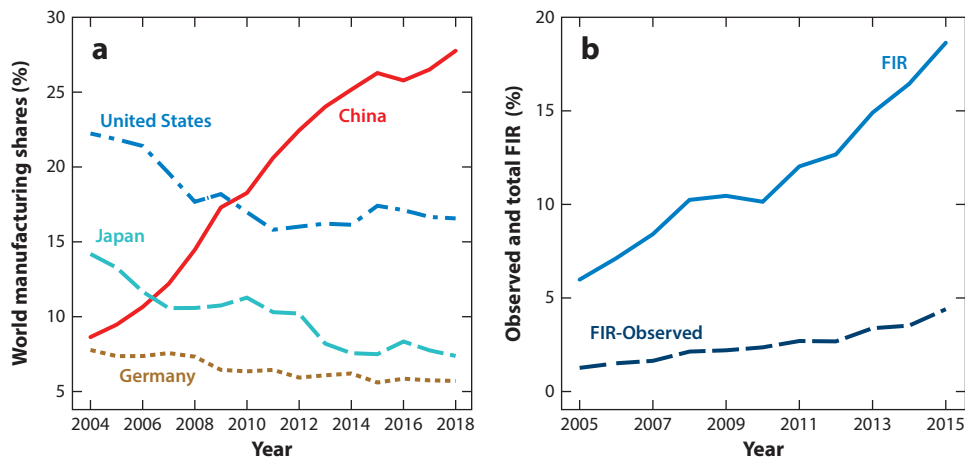 a
World manufacturing shares (%)
30
25
20
15
10
5
United States
China
Japan
Germany
2004 2006 2008 2010 2012 2014 2016 2018
Year
b
Observed and total FIR (%)
20
15
10
5
0
FIR
FIR-Observed
2005 2007 2009 2011 2013 2015
Year